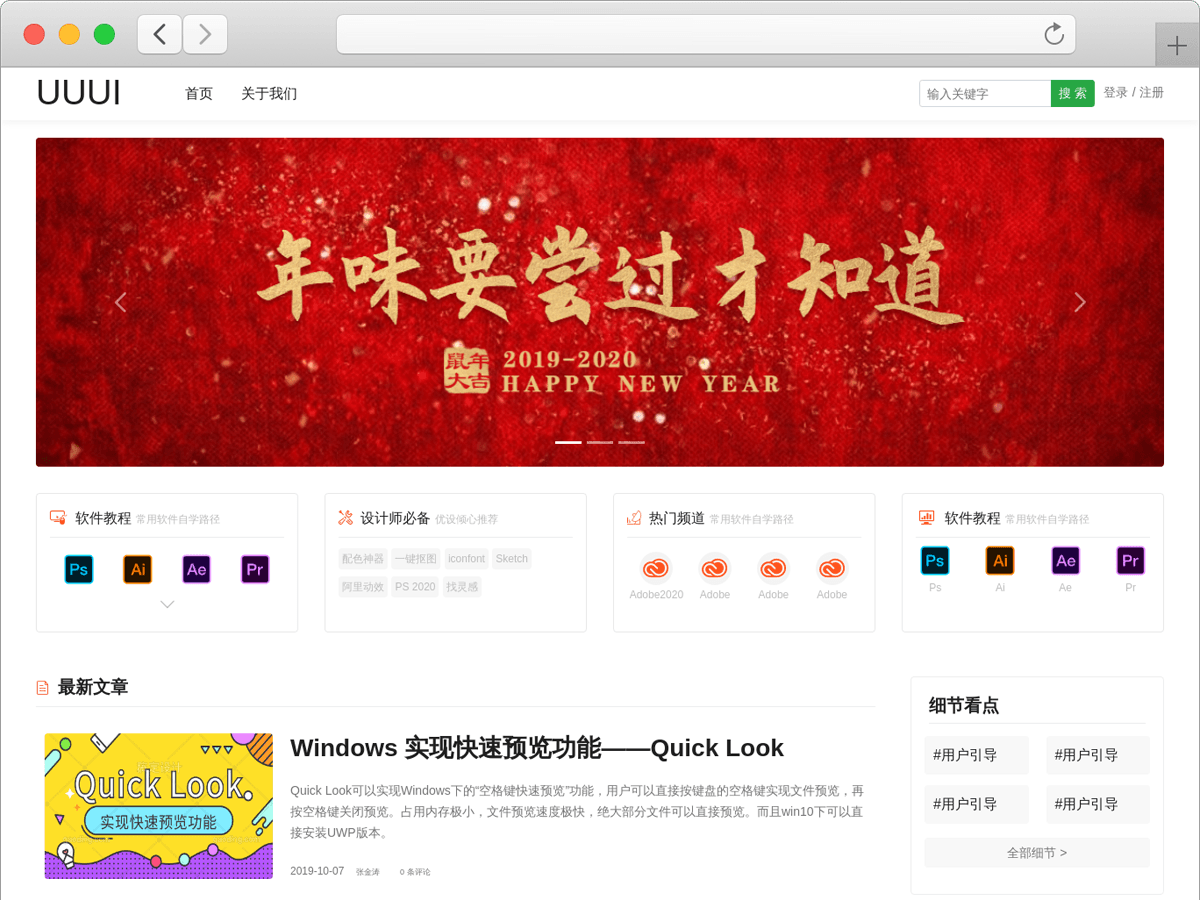 UUUI 首页 关于我们 输入关键字 搜 索 登录 / 注册
年味要尝过才知道
鼠年大吉
2019-2020
HAPPY NEW YEAR
软件教程 常用软件自学路径
Ps Ai Ae Pr
设计师必备 优设倾心推荐
配色神器 一键抠图 Iconfont Sketch
阿里动效 PS 2020 找灵感
热门频道 常用软件自学路径
Adobe2020 Adobe Adobe Adobe
软件教程 常用软件自学路径
Ps Ai Ae Pr
Ps Ai Ae Pr
最新文章
Quick Look.
实现快速预览功能
Windows 实现快速预览功能——Quick Look
Quick Look可以实现Windows下的“空格键快速预览”功能，用户可以直接按键盘的空格键实现文件预览，再
按空格键关闭预览。占用内存极小，文件预览速度极快，绝大部分文件可以直接预览。而且win10下可以直
接安装UWP版本。
2019-10-07 张金涛 0 条评论
细节看点
#用户引导 #用户引导
#用户引导 #用户引导
全部细节 >